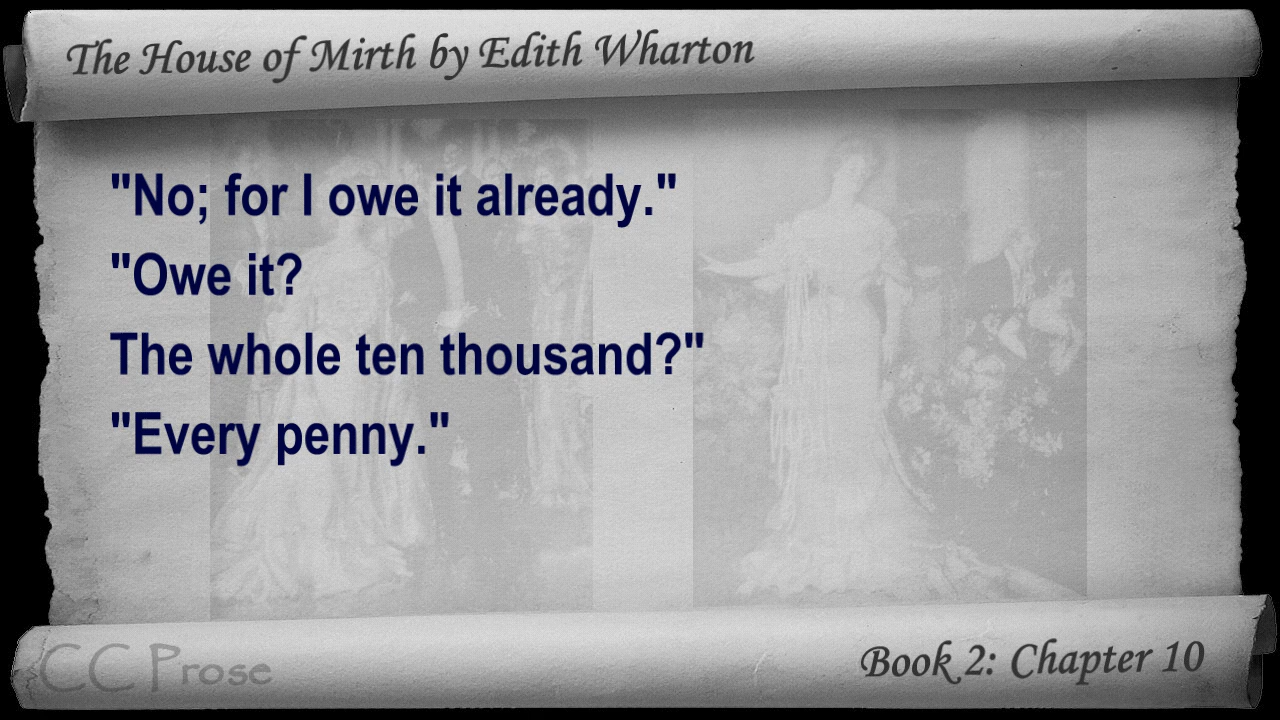 The House of Mirth by Edith Wharton
"No; for I owe it already."
"Owe it?
The whole ten thousand?"
"Every penny."
CC Prose
Book 2: Chapter 10